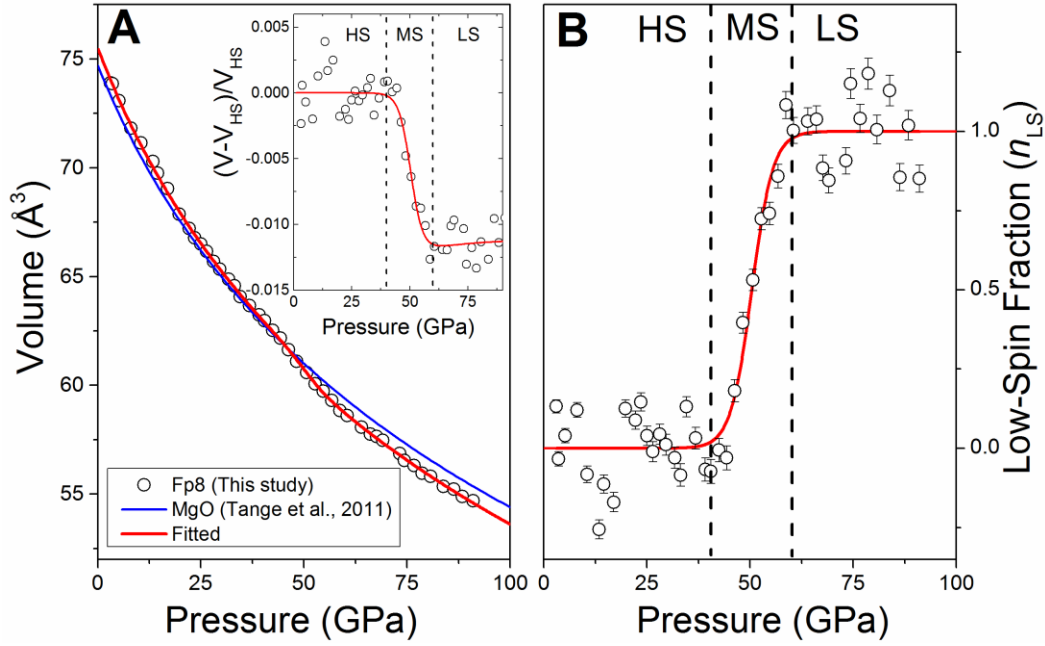 A
Volume (Å³)
75
70
65
60
55
0
25
50
75
100
Pressure (GPa)
Fp8 (This study)
MgO (Tange et al., 2011)
Fitted
(V-V_HS)/V_HS
0.005
0.000
-0.005
-0.010
-0.015
HS
MS
LS
0
25
50
75
Pressure (GPa)
B
HS
MS
LS
1.0
0.5
0.0
Low-Spin Fraction (n_LS)
0
25
50
75
100
Pressure (GPa)